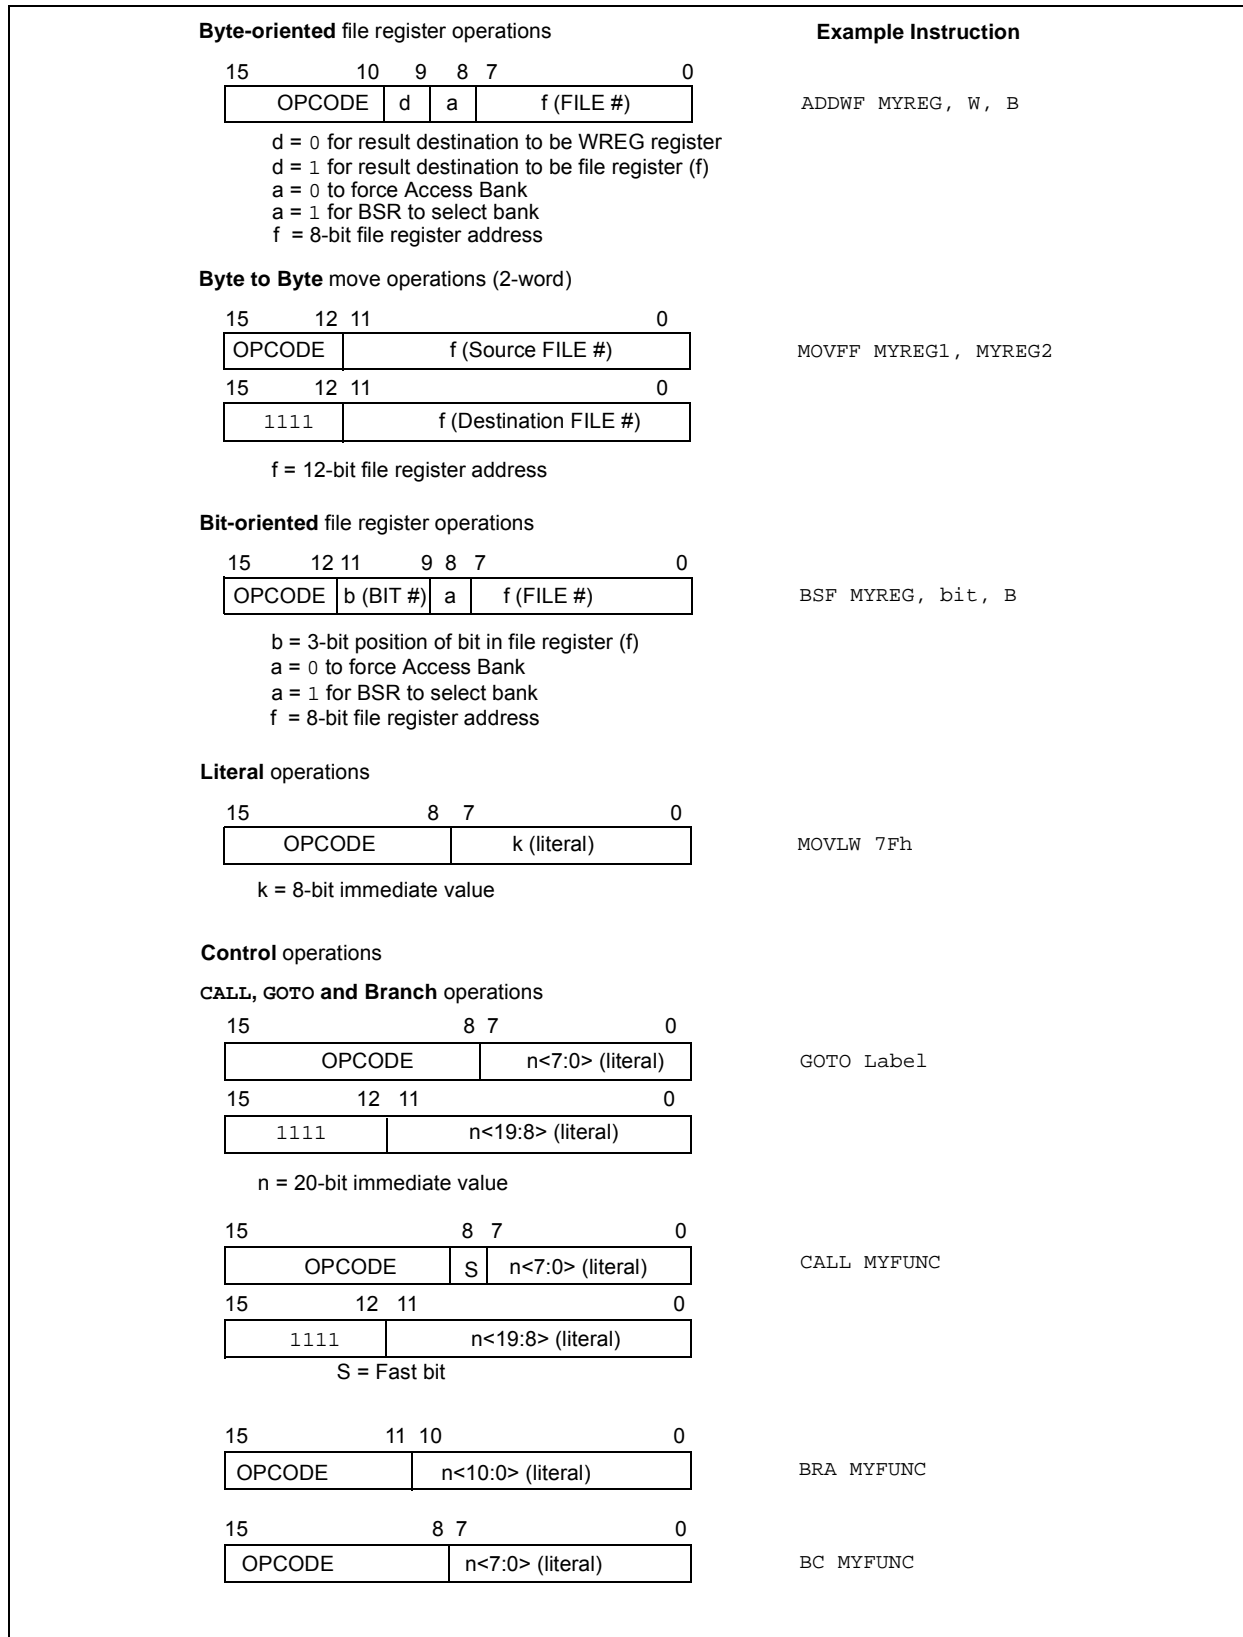 Byte-oriented file register operations
Example Instruction
15 10 9 8 7 0
OPCODE d a f (FILE #)
ADDWF MYREG, W, B
d = 0 for result destination to be WREG register
d = 1 for result destination to be file register (f)
a = 0 to force Access Bank
a = 1 for BSR to select bank
f = 8-bit file register address
Byte to Byte move operations (2-word)
15 12 11 0
OPCODE f (Source FILE #)
MOVFF MYREG1, MYREG2
15 12 11 0
1111 f (Destination FILE #)
f = 12-bit file register address
Bit-oriented file register operations
15 12 11 9 8 7 0
OPCODE b (BIT #) a f (FILE #)
BSF MYREG, bit, B
b = 3-bit position of bit in file register (f)
a = 0 to force Access Bank
a = 1 for BSR to select bank
f = 8-bit file register address
Literal operations
15 8 7 0
OPCODE k (literal)
MOVLW 7Fh
k = 8-bit immediate value
Control operations
CALL, GOTO and Branch operations
15 8 7 0
OPCODE n<7:0> (literal)
GOTO Label
15 12 11 0
1111 n<19:8> (literal)
n = 20-bit immediate value
15 8 7 0
OPCODE S n<7:0> (literal)
CALL MYFUNC
15 12 11 0
1111 n<19:8> (literal)
S = Fast bit
15 11 10 0
OPCODE n<10:0> (literal)
BRA MYFUNC
15 8 7 0
OPCODE n<7:0> (literal)
BC MYFUNC